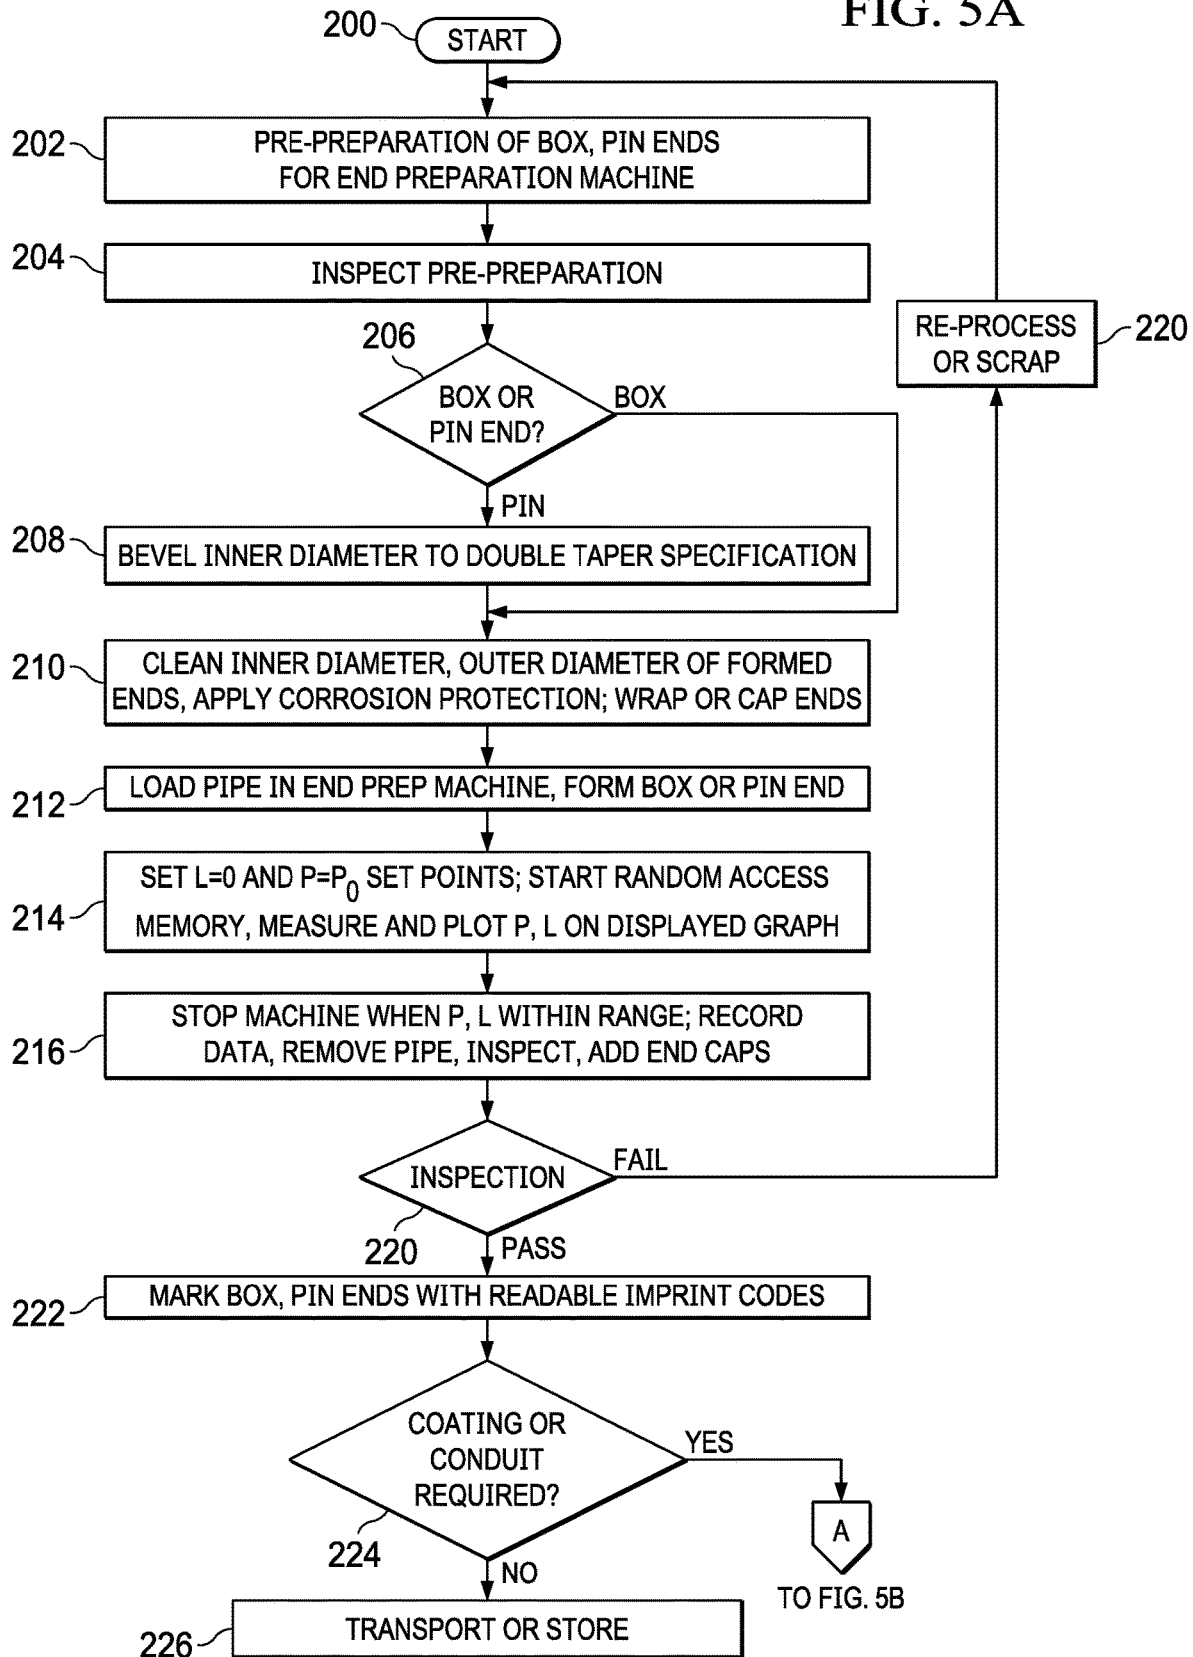 FIG. 5A
200
START
202
PRE-PREPARATION OF BOX, PIN ENDS
FOR END PREPARATION MACHINE
204
INSPECT PRE-PREPARATION
RE-PROCESS
OR SCRAP
220
206
BOX OR
PIN END?
BOX
PIN
208
BEVEL INNER DIAMETER TO DOUBLE TAPER SPECIFICATION
210
CLEAN INNER DIAMETER, OUTER DIAMETER OF FORMED
ENDS, APPLY CORROSION PROTECTION; WRAP OR CAP ENDS
212
LOAD PIPE IN END PREP MACHINE, FORM BOX OR PIN END
214
SET L=0 AND P=P0 SET POINTS; START RANDOM ACCESS
MEMORY, MEASURE AND PLOT P, L ON DISPLAYED GRAPH
216
STOP MACHINE WHEN P, L WITHIN RANGE; RECORD
DATA, REMOVE PIPE, INSPECT, ADD END CAPS
INSPECTION
FAIL
220
PASS
222
MARK BOX, PIN ENDS WITH READABLE IMPRINT CODES
COATING OR
CONDUIT
REQUIRED?
YES
224
NO
A
TO FIG. 5B
226
TRANSPORT OR STORE